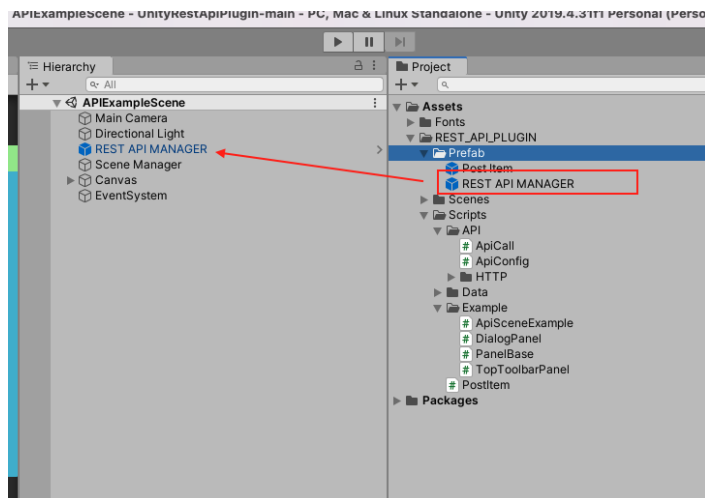 APIExampleScene - UnityRestApiPlugin-main - PC, Mac & Linux Standalone - Unity 2019.4.31f1 Personal (Perso
Hierarchy
All
APIExampleScene
Main Camera
Directional Light
REST API MANAGER
Scene Manager
Canvas
EventSystem
Project
Assets
Fonts
REST_API_PLUGIN
Prefab
Post Item
REST API MANAGER
Scenes
Scripts
API
ApiCall
ApiConfig
HTTP
Data
Example
ApiSceneExample
DialogPanel
PanelBase
TopToolbarPanel
PostItem
Packages